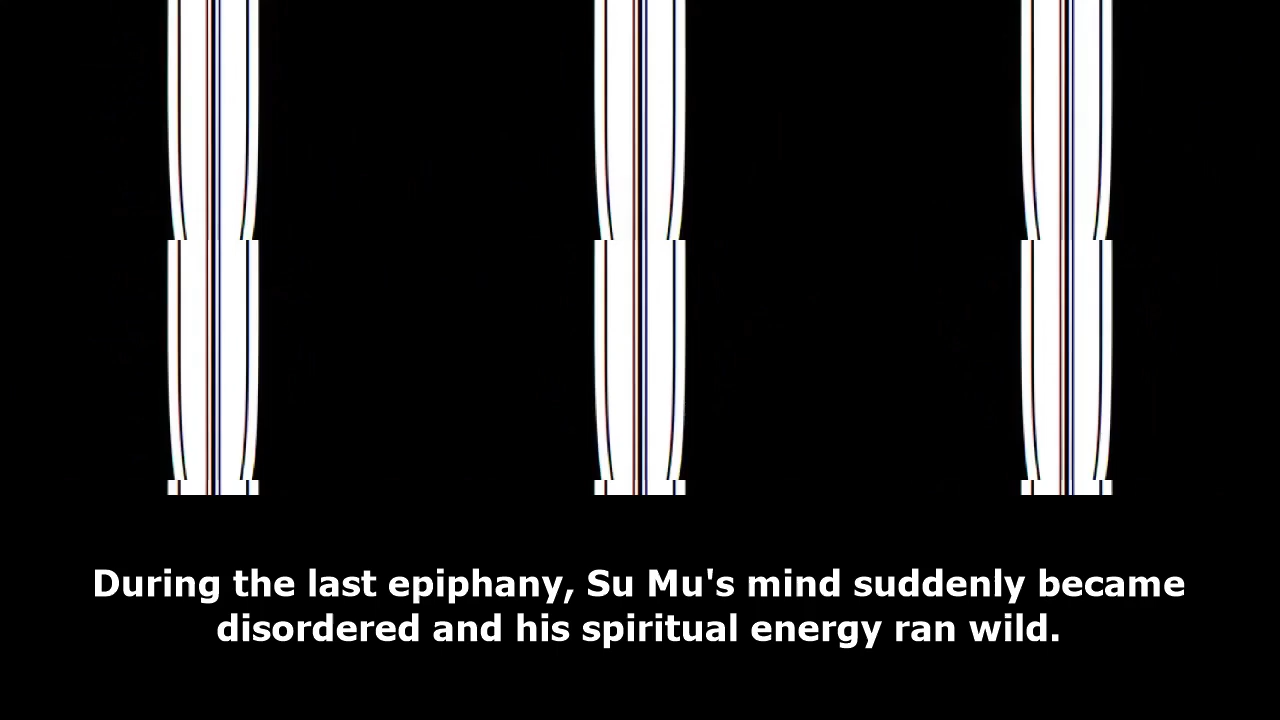 During the last epiphany, Su Mu's mind suddenly became
disordered and his spiritual energy ran wild.